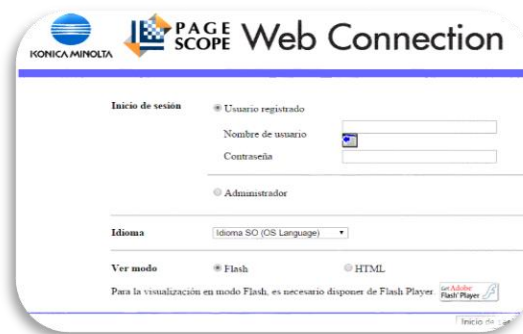 KONICA MINOLTA
PAGE SCOPE Web Connection
Inicio de sesión
Usuario registrado
Nombre de usuario
Contraseña
Administrador
Idioma
Idioma SO (OS Language)
Ver modo
Flash
HTML
Para la visualización en modo Flash, es necesario disponer de Flash Player.
Get Adobe
Flash® Player
Inicio de